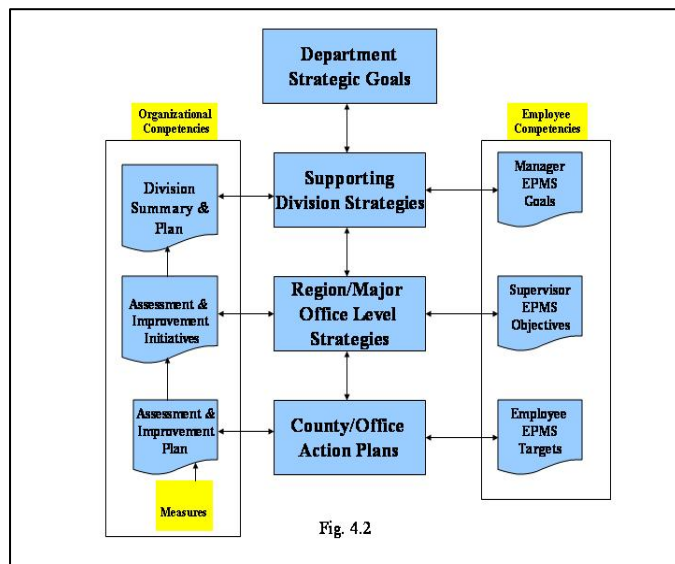 Department
Strategic Goals
Organizational
Competencies
Employee
Competencies
Division
Summary &
Plan
Supporting
Division Strategies
Manager
EPMS
Goals
Assessment &
Improvement
Initiatives
Region/Major
Office Level
Strategies
Supervisor
EPMS
Objectives
Assessment &
Improvement
Plan
County/Office
Action Plans
Employee
EPMS
Targets
Measures
Fig. 4.2